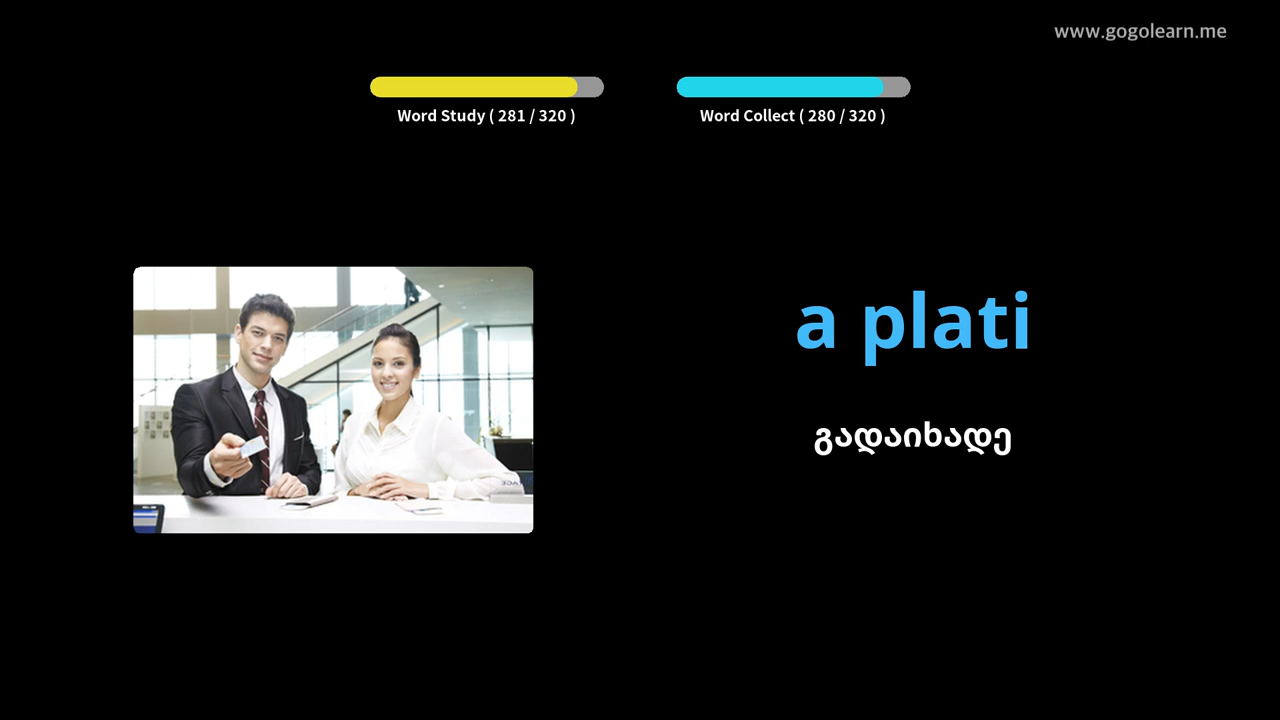 www.gogolearn.me
Word Study ( 281 / 320 )
Word Collect ( 280 / 320 )
a plati
გადაიხადე